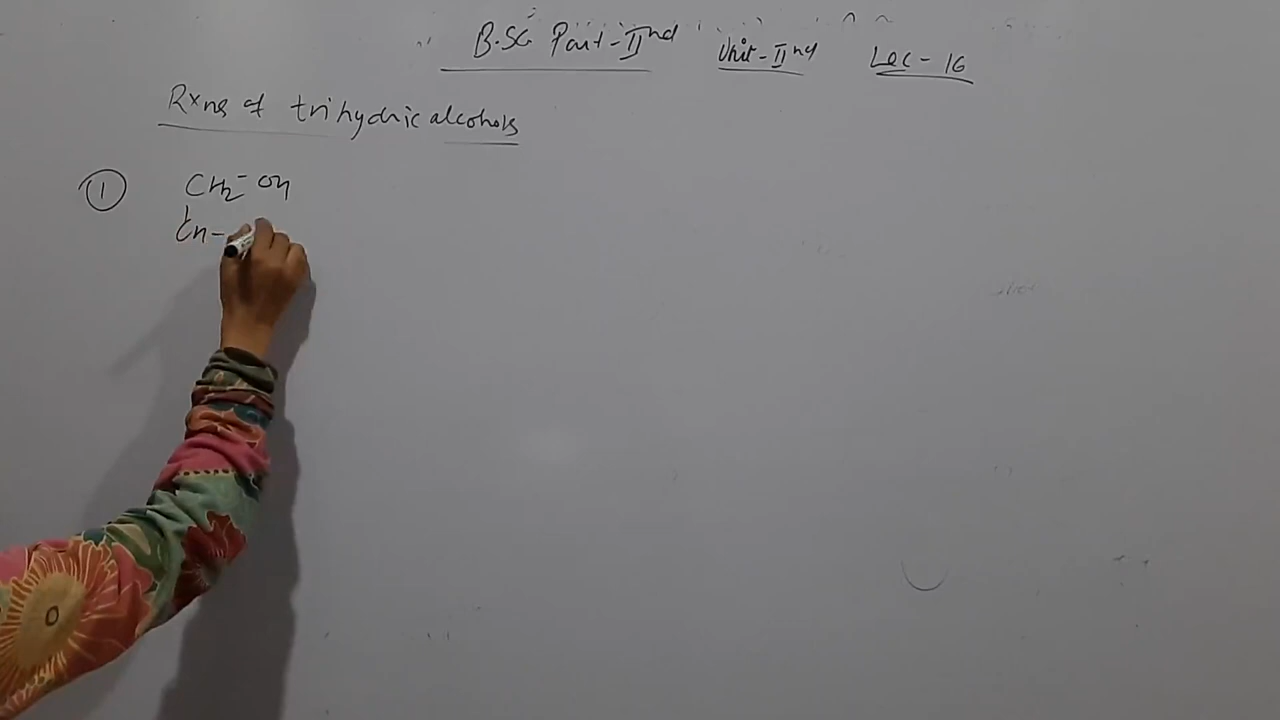 B.Sc Part-IInd Unit-IInd Lec-16
Rxns of trihydric alcohols
1 CH2-OH
CH-